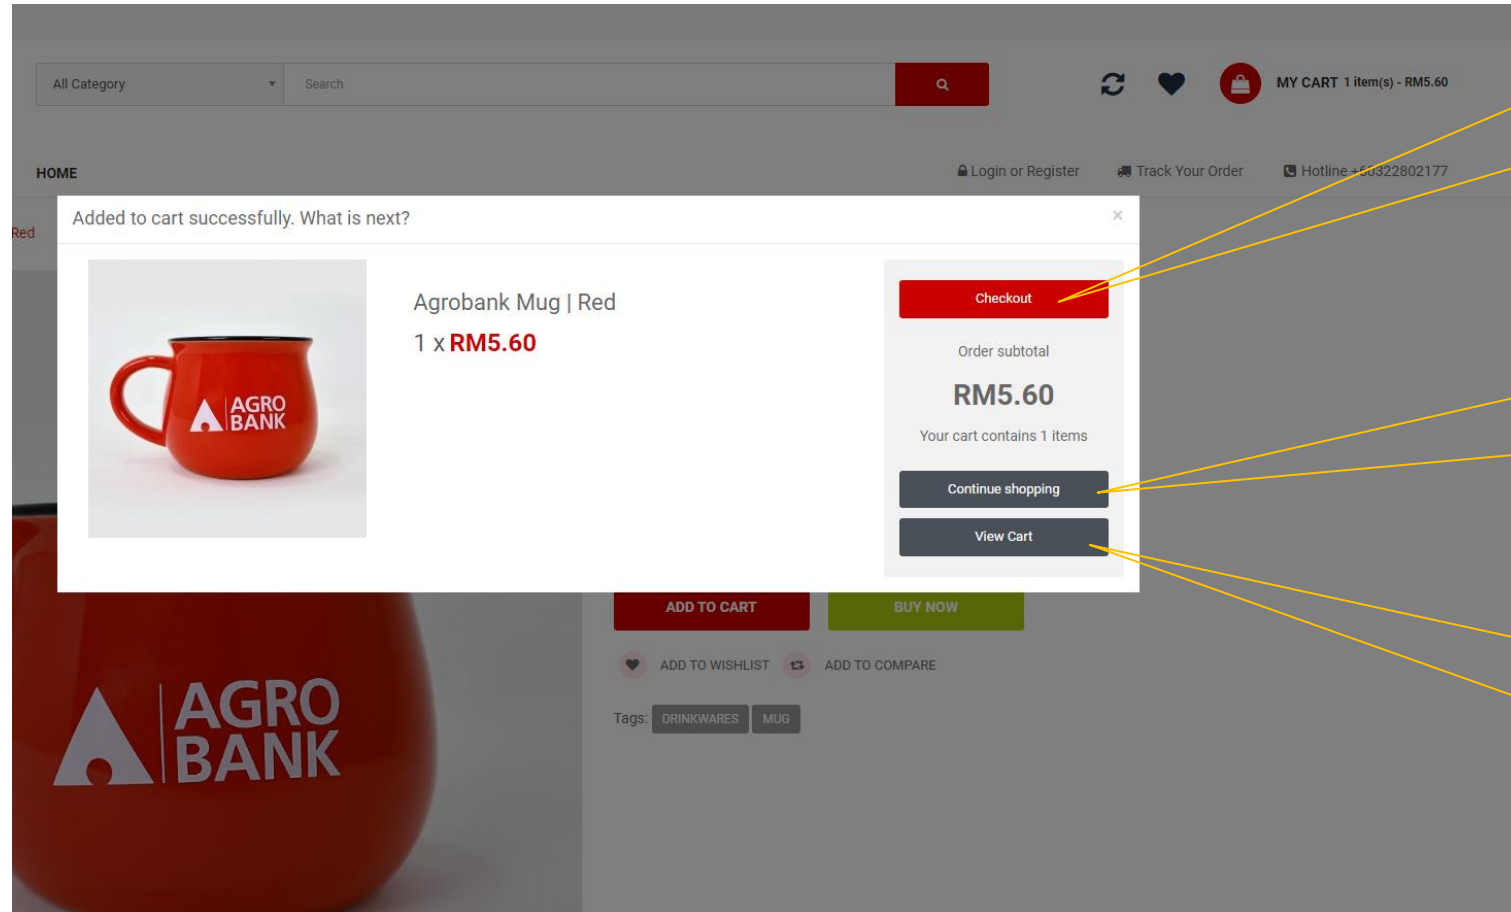 All Category
Search
MY CART 1 item(s) - RM5.60
HOME
Login or Register
Track Your Order
Hotline +60322802177
Red
Added to cart successfully. What is next?
×
AGRO
BANK
Agrobank Mug | Red
1 x RM5.60
Checkout
Order subtotal
RM5.60
Your cart contains 1 items
Continue shopping
View Cart
ADD TO CART
BUY NOW
ADD TO WISHLIST
ADD TO COMPARE
Tags: DRINKWARES MUG
AGRO
BANK